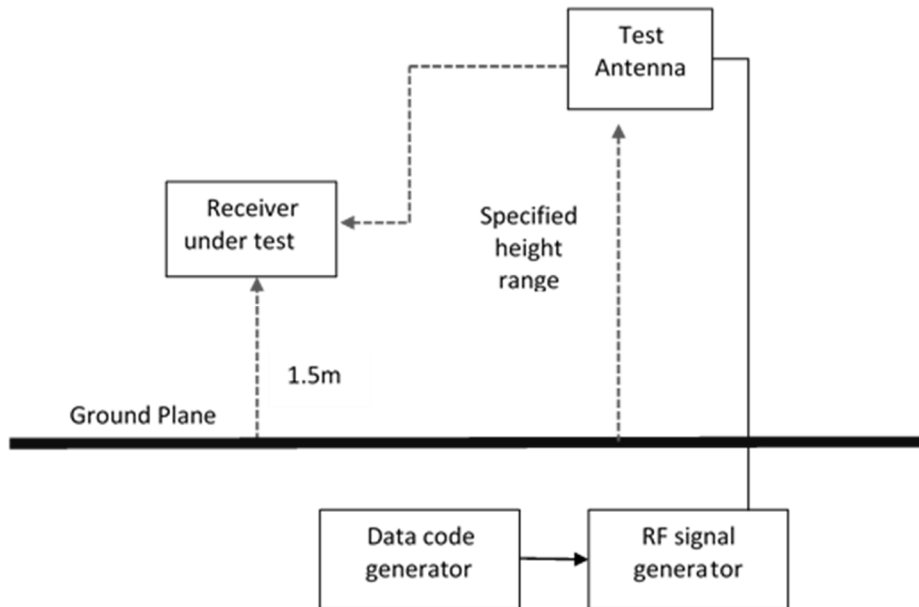 Test
Antenna
Receiver
under test
Specified
height
range
1.5m
Ground Plane
Data code
generator
RF signal
generator